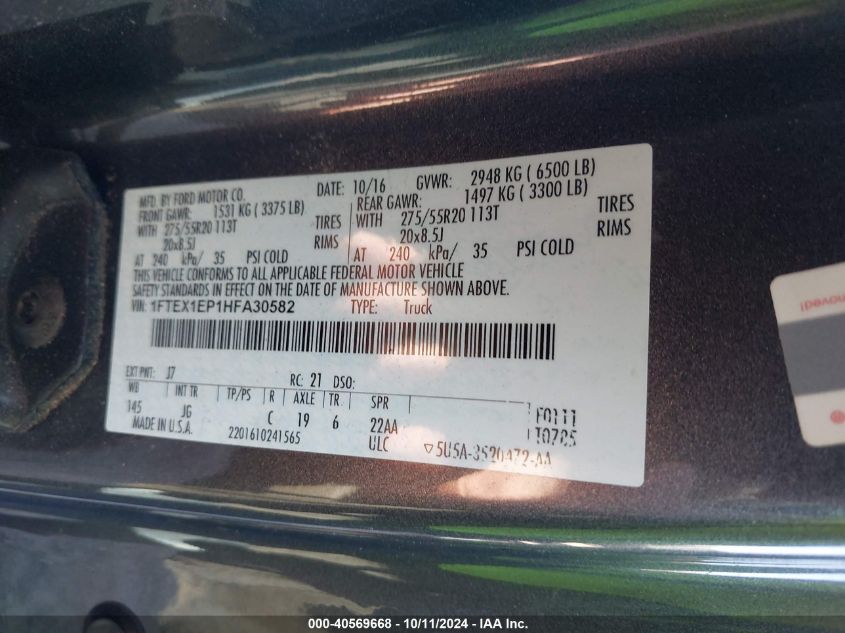 MFD. BY FORD MOTOR CO. DATE: 10/16 GVWR: 2948 KG ( 6500 LB)
FRONT GAWR: 1531 KG ( 3375 LB) REAR GAWR: 1497 KG ( 3300 LB)
WITH 275/55R20 113T TIRES WITH 275/55R20 113T TIRES
20x8.5J RIMS 20x8.5J RIMS
AT 240 kPa/ 35 PSI COLD AT 240 kPa/ 35 PSI COLD
THIS VEHICLE CONFORMS TO ALL APPLICABLE FEDERAL MOTOR VEHICLE
SAFETY STANDARDS IN EFFECT ON THE DATE OF MANUFACTURE SHOWN ABOVE.
VIN: 1FTEX1EP1HFA30582 TYPE: Truck
EXT PNT: J7 RC: 21 DSO:
WB INT TR TP/PS R AXLE TR SPR
145 JG C 19 6 22AA F0111
MADE IN U.S.A. 2201610241565 ULC T0705
▽5U5A-3520472-AA
000-40569668 - 10/11/2024 - IAA Inc.